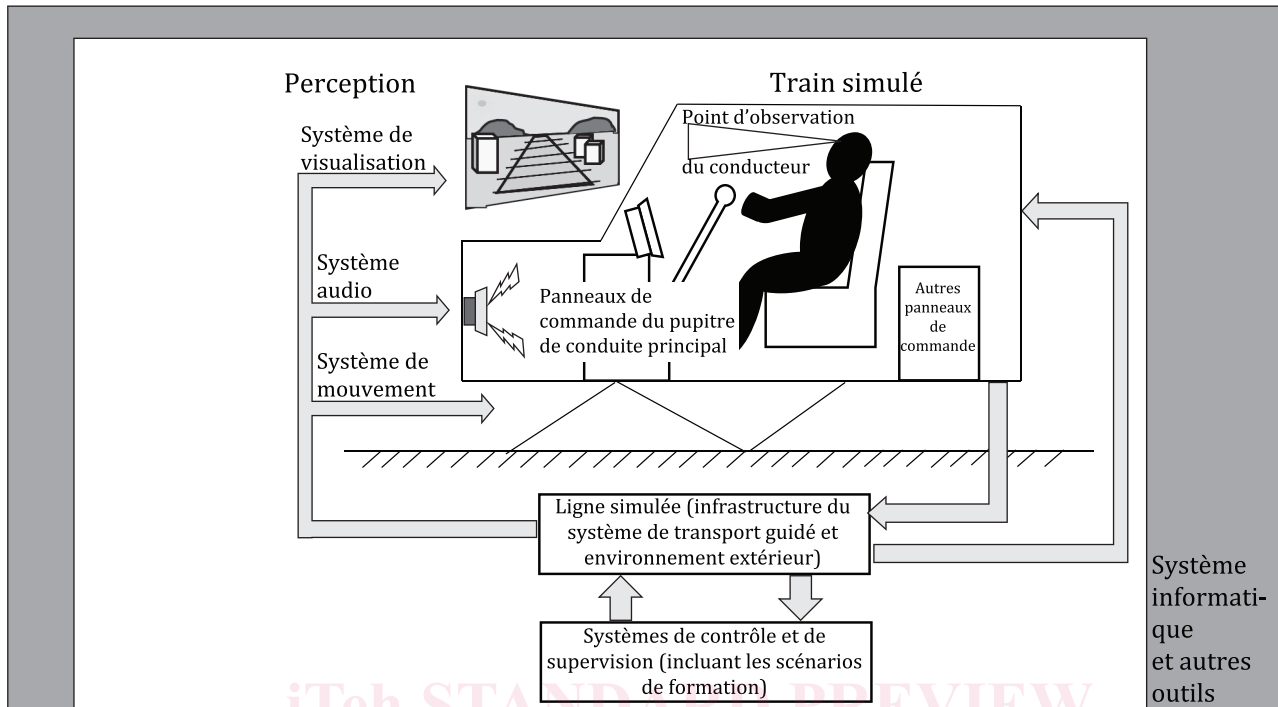 Perception
Train simulé
Système de
visualisation
Point d'observation
du conducteur
Système
audio
Panneaux de
commande du pupitre
de conduite principal
Autres
panneaux
de
commande
Système de
mouvement
Ligne simulée (infrastructure du
système de transport guidé et
environnement extérieur)
Système
informati-
que
et autres
outils
Systèmes de contrôle et de
supervision (incluant les scénarios
de formation)
iTeh STANDARD PREVIEW